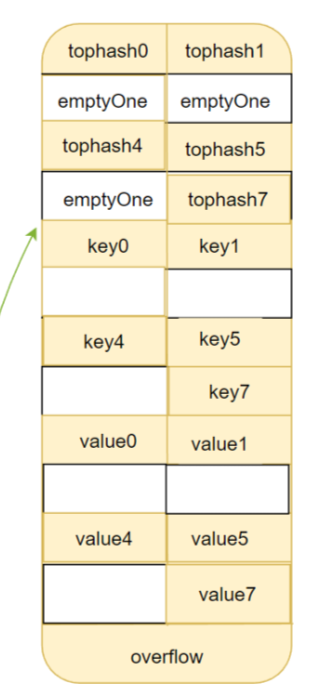 tophash0 tophash1
emptyOne emptyOne
tophash4 tophash5
emptyOne tophash7
key0 key1
key4 key5
key7
value0 value1
value4 value5
value7
overflow